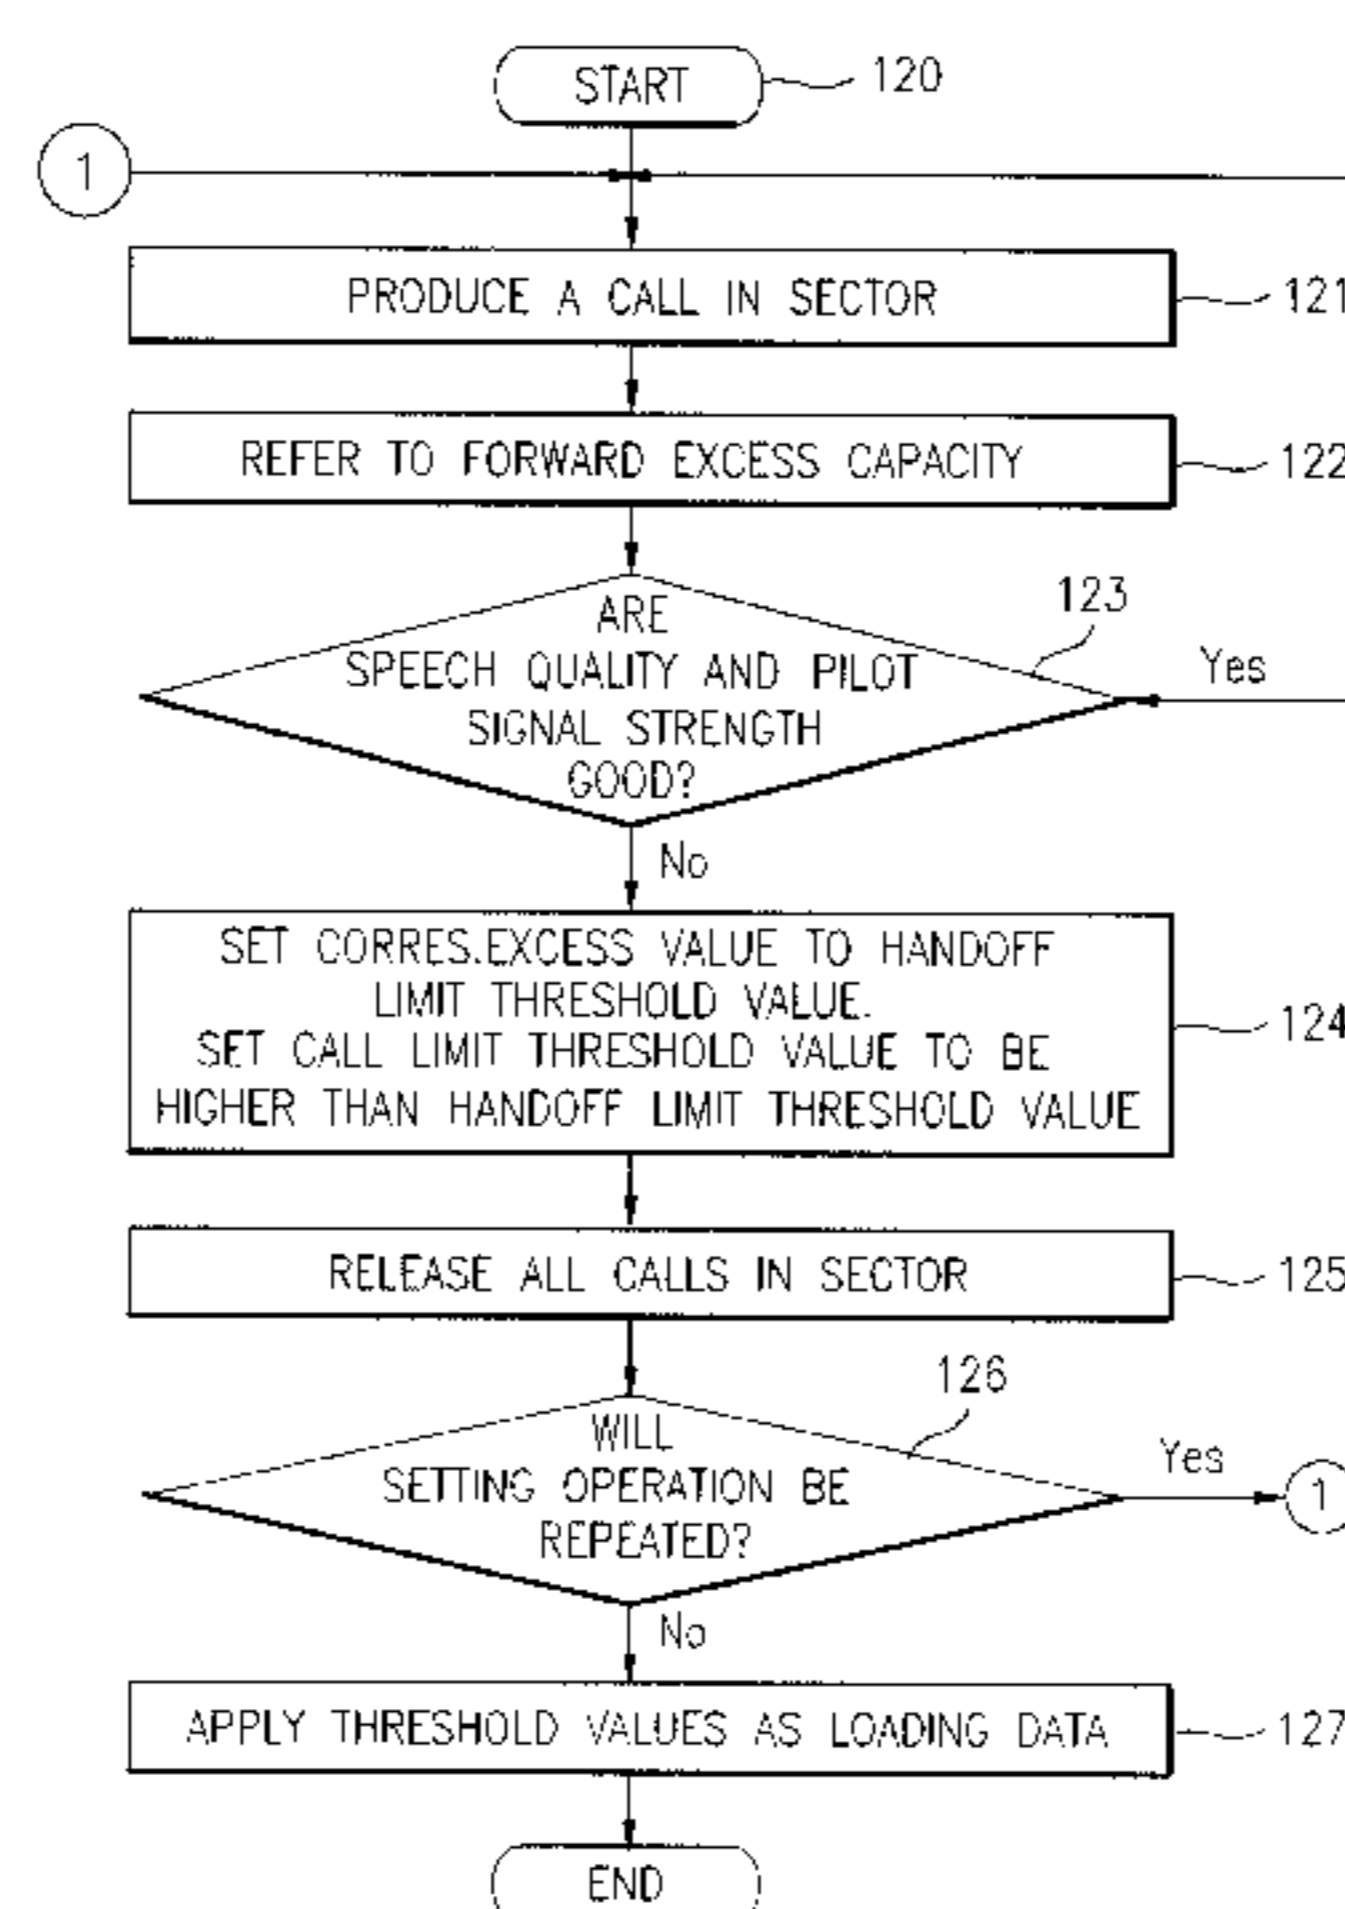 START
120
1
PRODUCE A CALL IN SECTOR
121
REFER TO FORWARD EXCESS CAPACITY
122
123
ARE
SPEECH QUALITY AND PILOT
SIGNAL STRENGTH
GOOD?
Yes
No
SET CORRES.EXCESS VALUE TO HANDOFF
LIMIT THRESHOLD VALUE.
SET CALL LIMIT THRESHOLD VALUE TO BE
HIGHER THAN HANDOFF LIMIT THRESHOLD VALUE
124
RELEASE ALL CALLS IN SECTOR
125
126
WILL
SETTING OPERATION BE
REPEATED?
Yes
1
No
APPLY THRESHOLD VALUES AS LOADING DATA
127
END